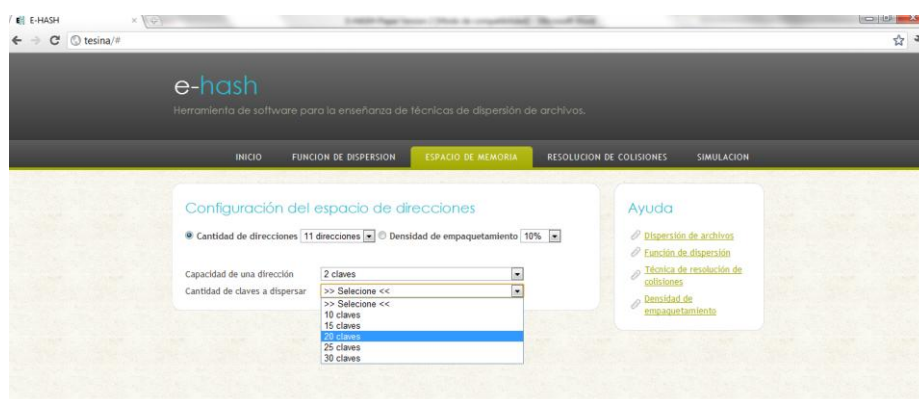 E-HASH
tesina/#
e-hash
Herramienta de software para la enseñanza de técnicas de dispersión de archivos.
INICIO FUNCION DE DISPERSION ESPACIO DE MEMORIA RESOLUCION DE COLISIONES SIMULACION
Configuración del espacio de direcciones
Cantidad de direcciones 11 direcciones Densidad de empaquetamiento 10%
Capacidad de una dirección 2 claves
Cantidad de claves a dispersar >> Selecione <<
>> Selecione <<
10 claves
15 claves
20 claves
25 claves
30 claves
Ayuda
Dispersión de archivos
Función de dispersión
Técnica de resolución de
colisiones
Densidad de
empaquetamiento